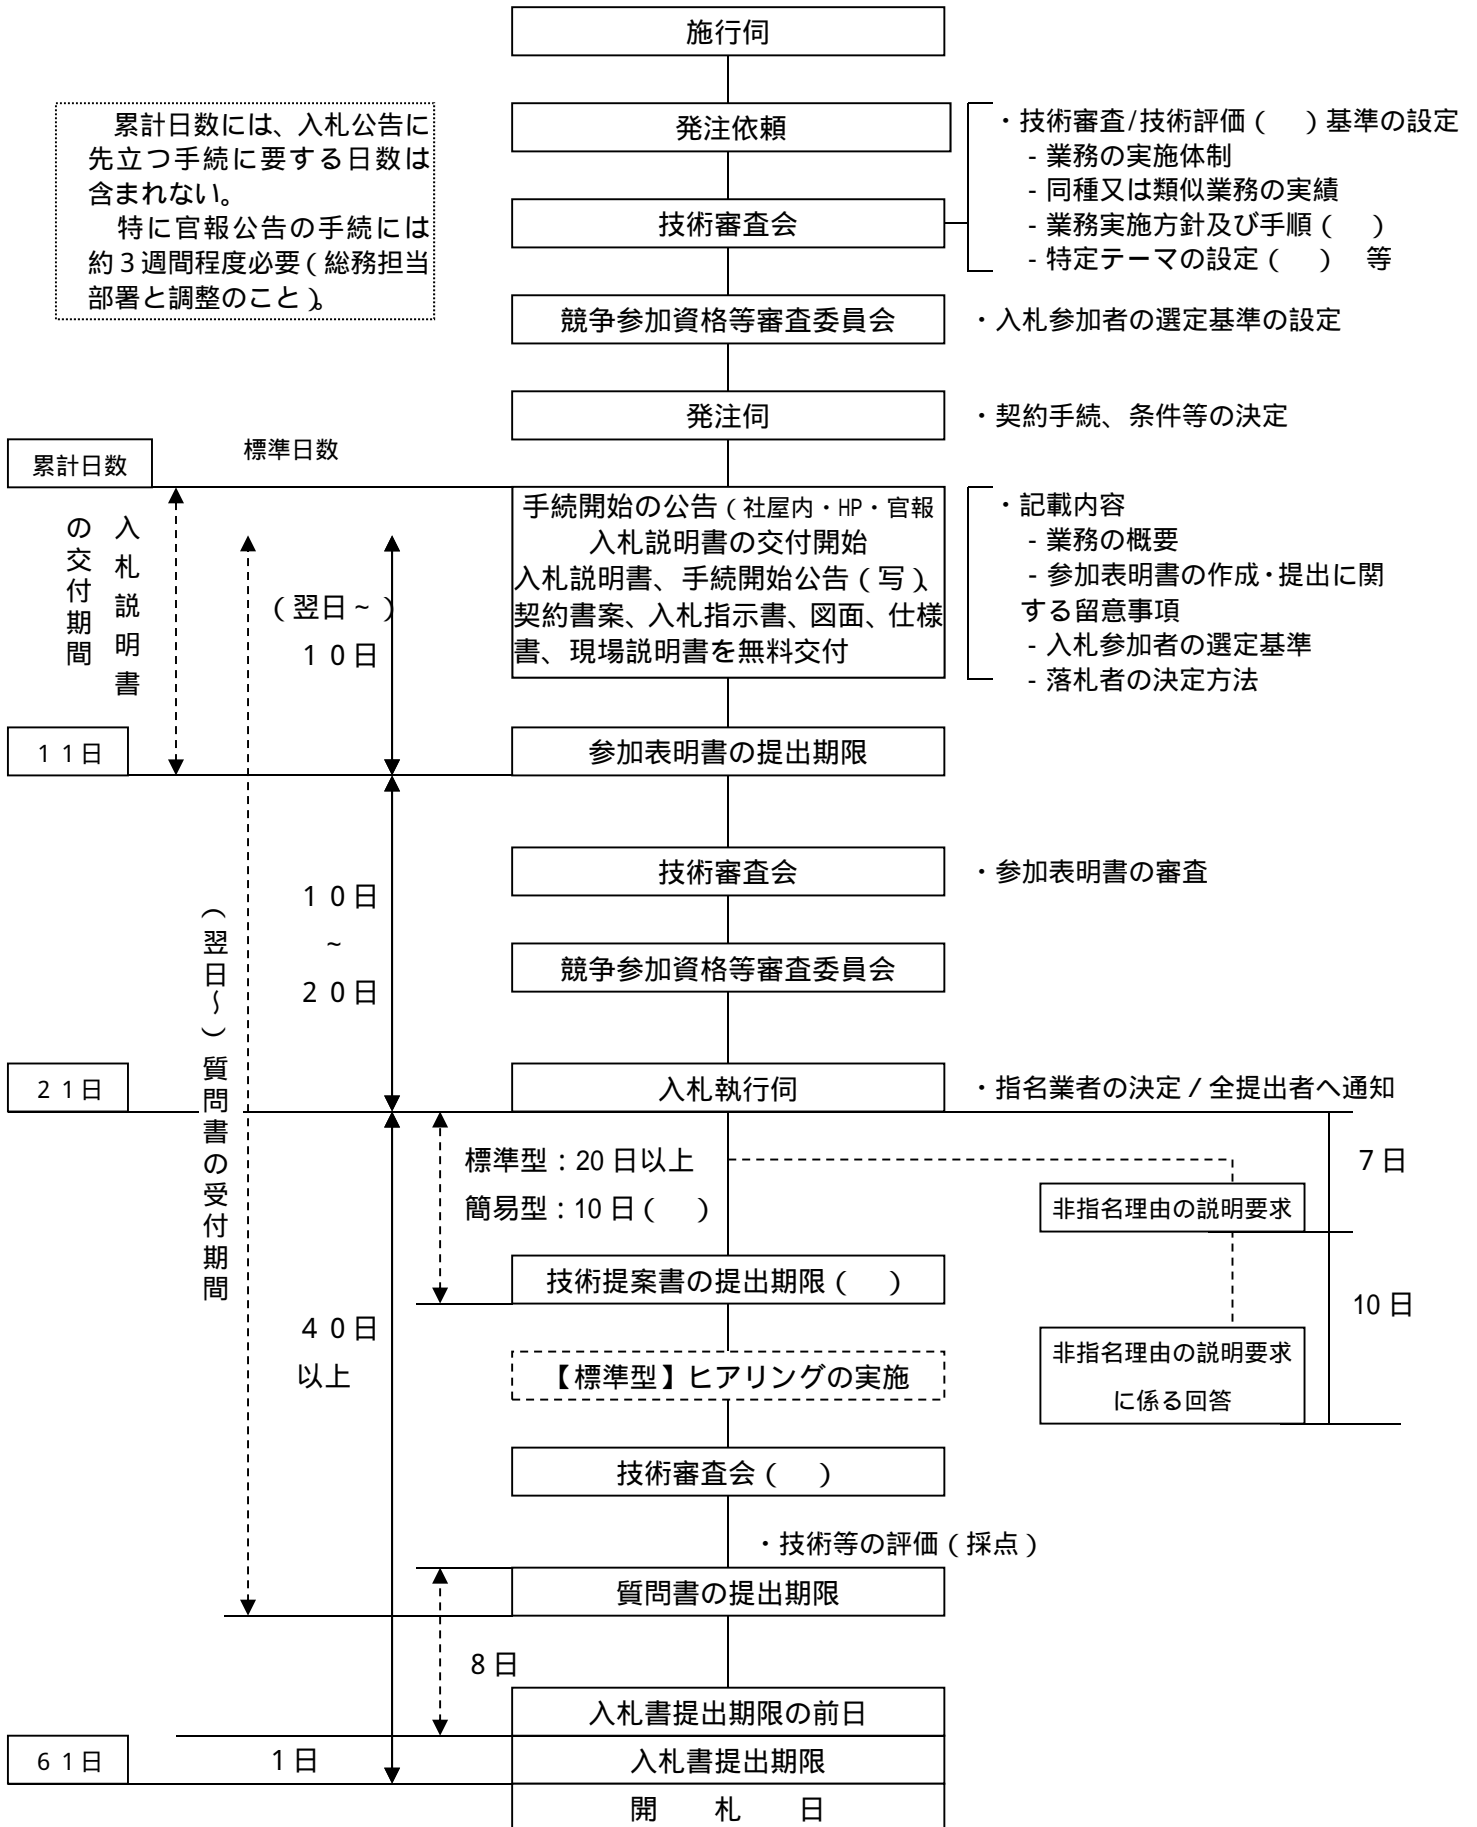 施行伺
累計日数には、入札公告に
先立つ手続に要する日数は
含まれない。
特に官報公告の手続には
約３週間程度必要（総務担当
部署と調整のこと）。
発注依頼
・技術審査/技術評価（　）基準の設定
- 業務の実施体制
- 同種又は類似業務の実績
- 業務実施方針及び手順（　）
- 特定テーマの設定（　）　等
技術審査会
競争参加資格等審査委員会
・入札参加者の選定基準の設定
発注伺
・契約手続、条件等の決定
累計日数
標準日数
入札説明書
の交付期間
（翌日～）
１０日
手続開始の公告（社屋内・HP・官報
入札説明書の交付開始
入札説明書、手続開始公告（写）、
契約書案、入札指示書、図面、仕様
書、現場説明書を無料交付
・記載内容
- 業務の概要
- 参加表明書の作成・提出に関
する留意事項
- 入札参加者の選定基準
- 落札者の決定方法
１１日
参加表明書の提出期限
１０日
～
２０日
技術審査会
・参加表明書の審査
競争参加資格等審査委員会
（翌日～）質問書の受付期間
２１日
入札執行伺
・指名業者の決定／全提出者へ通知
標準型：20日以上
簡易型：10日（　）
7日
非指名理由の説明要求
技術提案書の提出期限（　）
10日
４０日
以上
【標準型】ヒアリングの実施
非指名理由の説明要求
に係る回答
技術審査会（　）
・技術等の評価（採点）
質問書の提出期限
8日
入札書提出期限の前日
６１日
1日
入札書提出期限
開　札　日